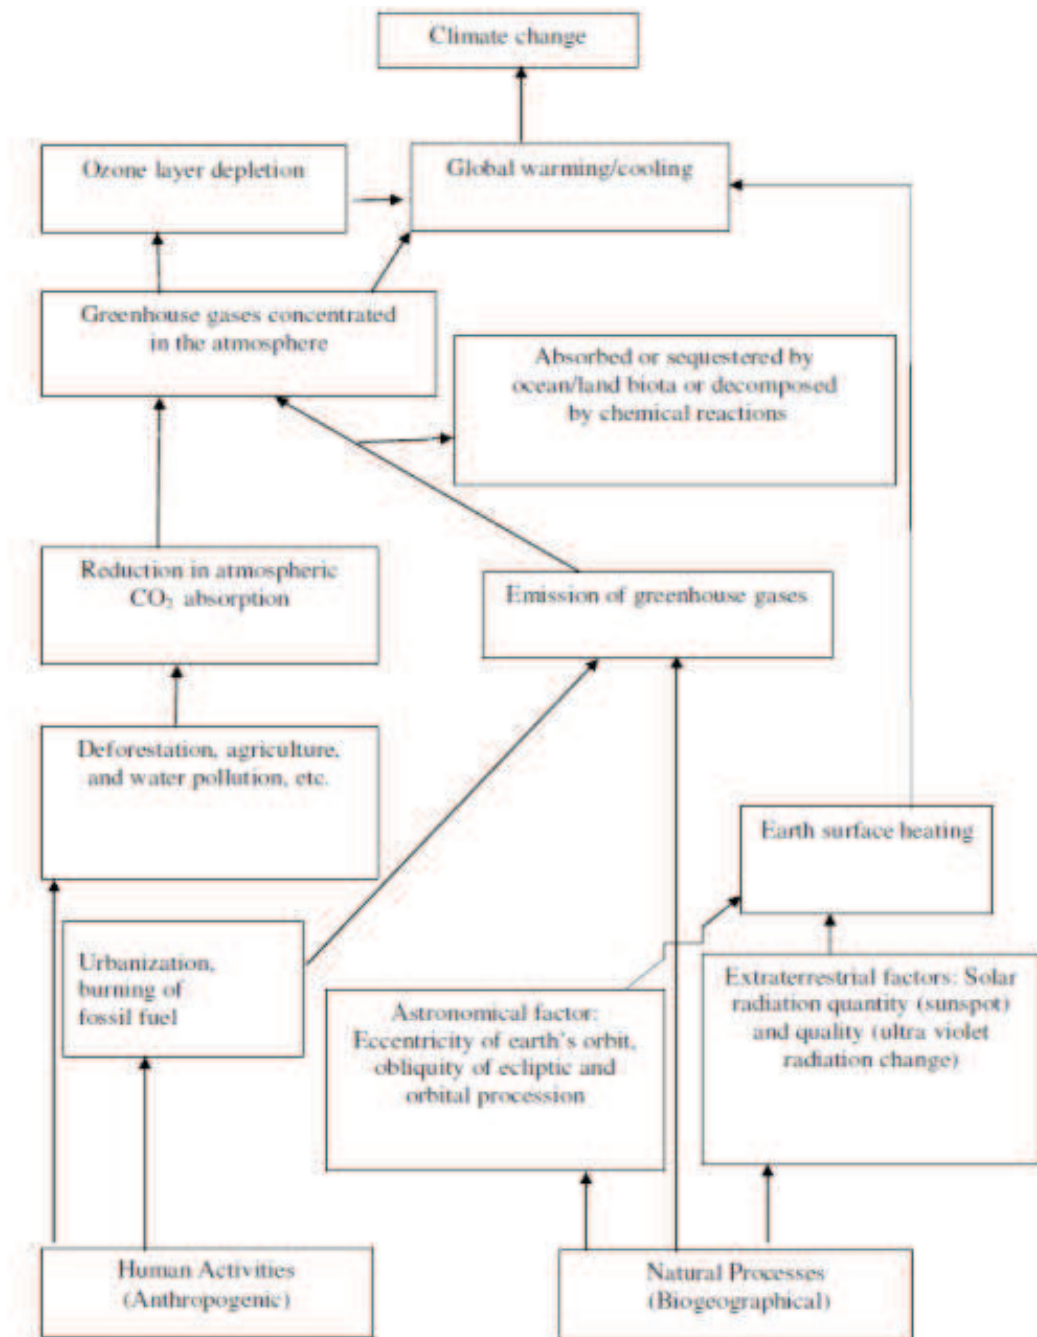 Climate change
Ozone layer depletion
Global warming/cooling
Greenhouse gases concentrated
in the atmosphere
Absorbed or sequestered by
ocean/land biota or decomposed
by chemical reactions
Reduction in atmospheric
CO₂ absorption
Emission of greenhouse gases
Deforestation, agriculture,
and water pollution, etc.
Earth surface heating
Urbanization,
burning of
fossil fuel
Astronomical factor:
Eccentricity of earth's orbit,
obliquity of ecliptic and
orbital procession
Extraterrestrial factors: Solar
radiation quantity (sunspot)
and quality (ultra violet
radiation change)
Human Activities
(Anthropogenic)
Natural Processes
(Biogeographical)